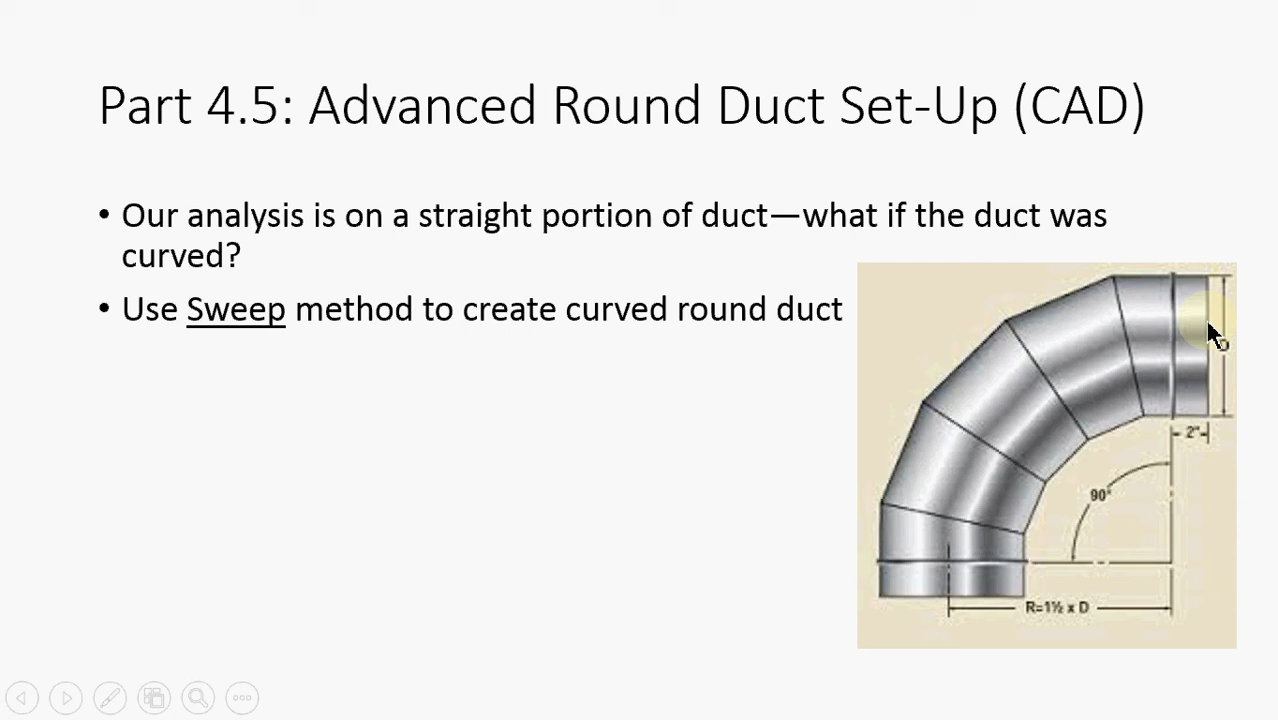 Part 4.5: Advanced Round Duct Set-Up (CAD)
• Our analysis is on a straight portion of duct—what if the duct was
curved?
• Use Sweep method to create curved round duct
D
2"
90°
R=1½ x D